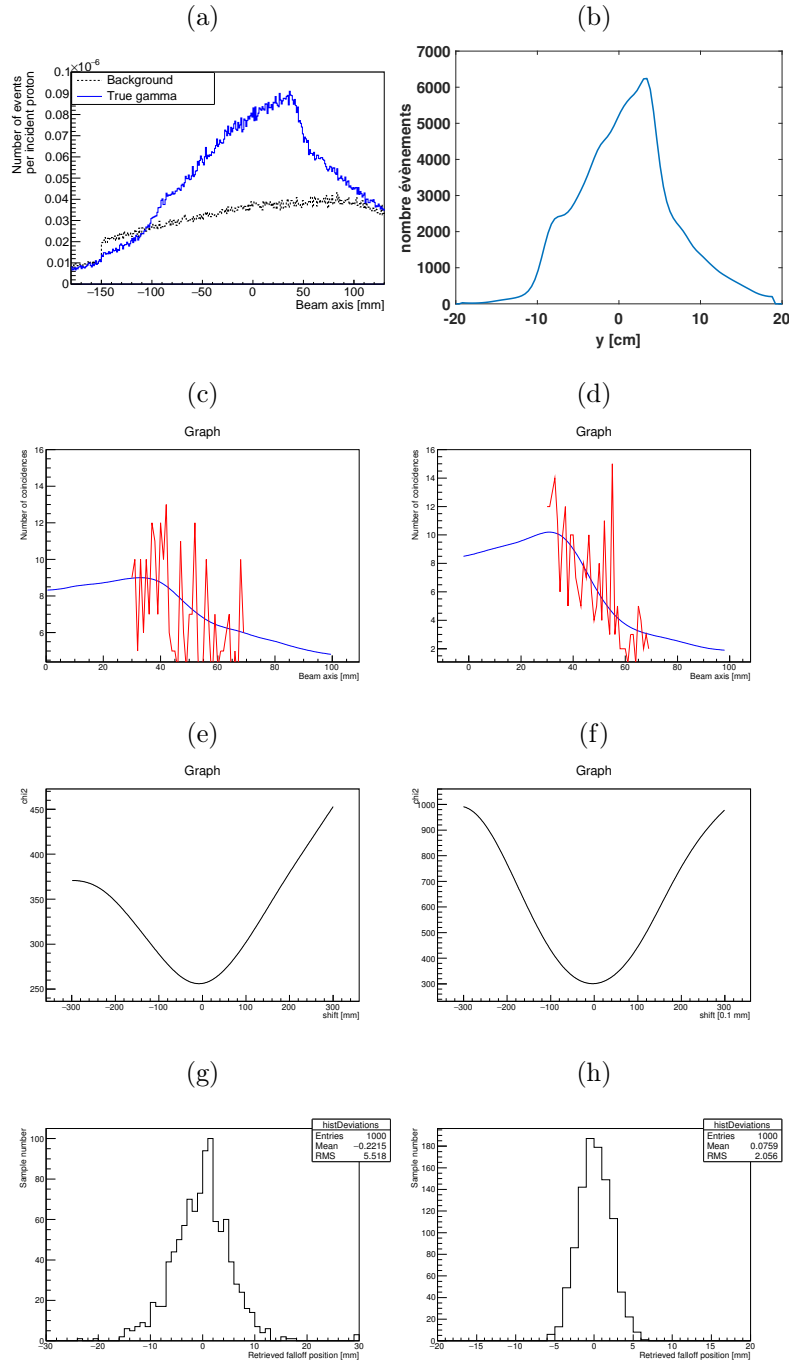 (a)
(b)
×10⁻⁶
Number of events
per incident proton
0.1
0.09
0.08
0.07
0.06
0.05
0.04
0.03
0.02
0.01
0
Background
True gamma
−150 −100 −50 0 50 100
Beam axis [mm]
nombre évènements
7000
6000
5000
4000
3000
2000
1000
0
-20 -10 0 10 20
y [cm]
(c)
(d)
Graph
Number of coincidences
16
14
12
10
8
6
0 20 40 60 80 100
Beam axis [mm]
Graph
Number of coincidences
16
14
12
10
8
6
4
2
0 20 40 60 80 100
Beam axis [mm]
(e)
(f)
Graph
chi2
450
400
350
300
250
−300 −200 −100 0 100 200 300
shift [mm]
Graph
chi2
1000
900
800
700
600
500
400
300
−300 −200 −100 0 100 200 300
shift [0.1 mm]
(g)
(h)
Sample number
100
80
60
40
20
0
histDeviations
Entries 1000
Mean −0.2215
RMS 5.518
−30 −20 −10 0 10 20 30
Retrieved falloff position [mm]
Sample number
180
160
140
120
100
80
60
40
20
0
histDeviations
Entries 1000
Mean 0.0759
RMS 2.056
−20 −15 −10 −5 0 5 10 15 20
Retrieved falloff position [mm]